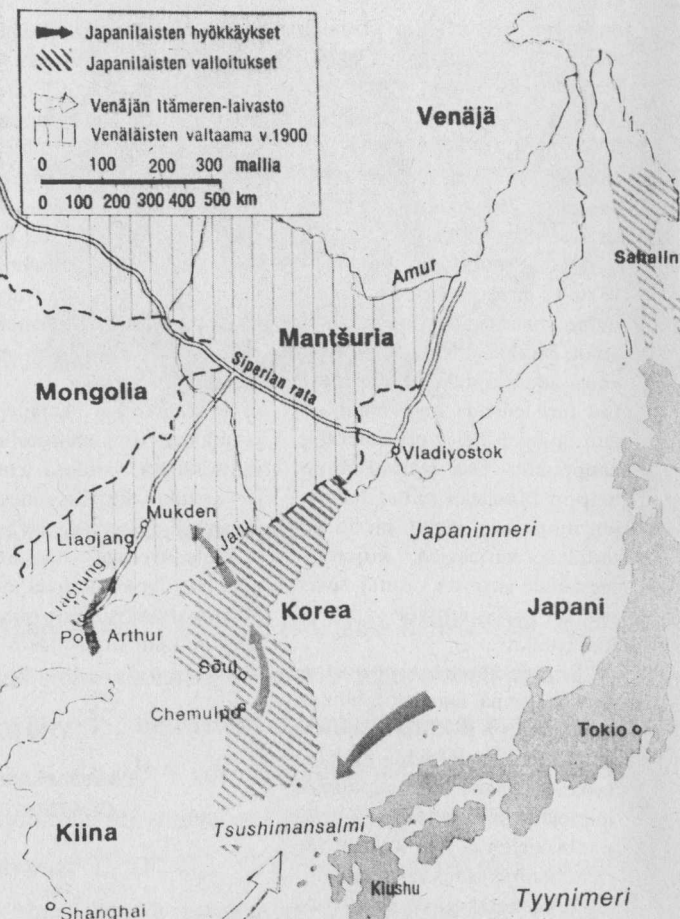 Japanilaisten hyökkäykset
Japanilaisten valloitukset
Venäjän Itämeren-laivasto
Venäläisten valtaama v.1900
0 100 200 300 mailia
0 100 200 300 400 500 km
Venäjä
Sahalin
Amur
Mantšuria
Siperian rata
Mongolia
Vladivostok
Mukden
Liaojang
Jalu
Japaninmeri
Liaotung
Korea
Japani
Port Arthur
Sõul
Chemulpo
Tokio
Kiina
Tsushimansalmi
Kiushu
Shanghai
Tyynimeri